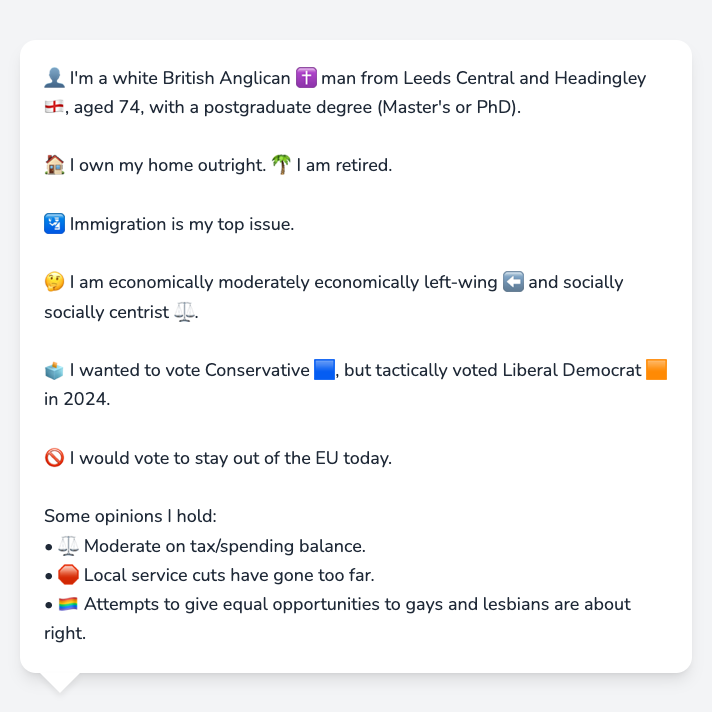 👤 I'm a white British Anglican ✝️ man from Leeds Central and Headingley
🏴󠁧󠁢󠁥󠁮󠁧󠁿, aged 74, with a postgraduate degree (Master's or PhD).
🏠 I own my home outright. 🌴 I am retired.
🛂 Immigration is my top issue.
🤔 I am economically moderately economically left-wing ⬅️ and socially
socially centrist ⚖️.
🗳️ I wanted to vote Conservative 🟦, but tactically voted Liberal Democrat 🟧
in 2024.
🚫 I would vote to stay out of the EU today.
Some opinions I hold:
• ⚖️ Moderate on tax/spending balance.
• 🛑 Local service cuts have gone too far.
• 🏳️‍🌈 Attempts to give equal opportunities to gays and lesbians are about
right.